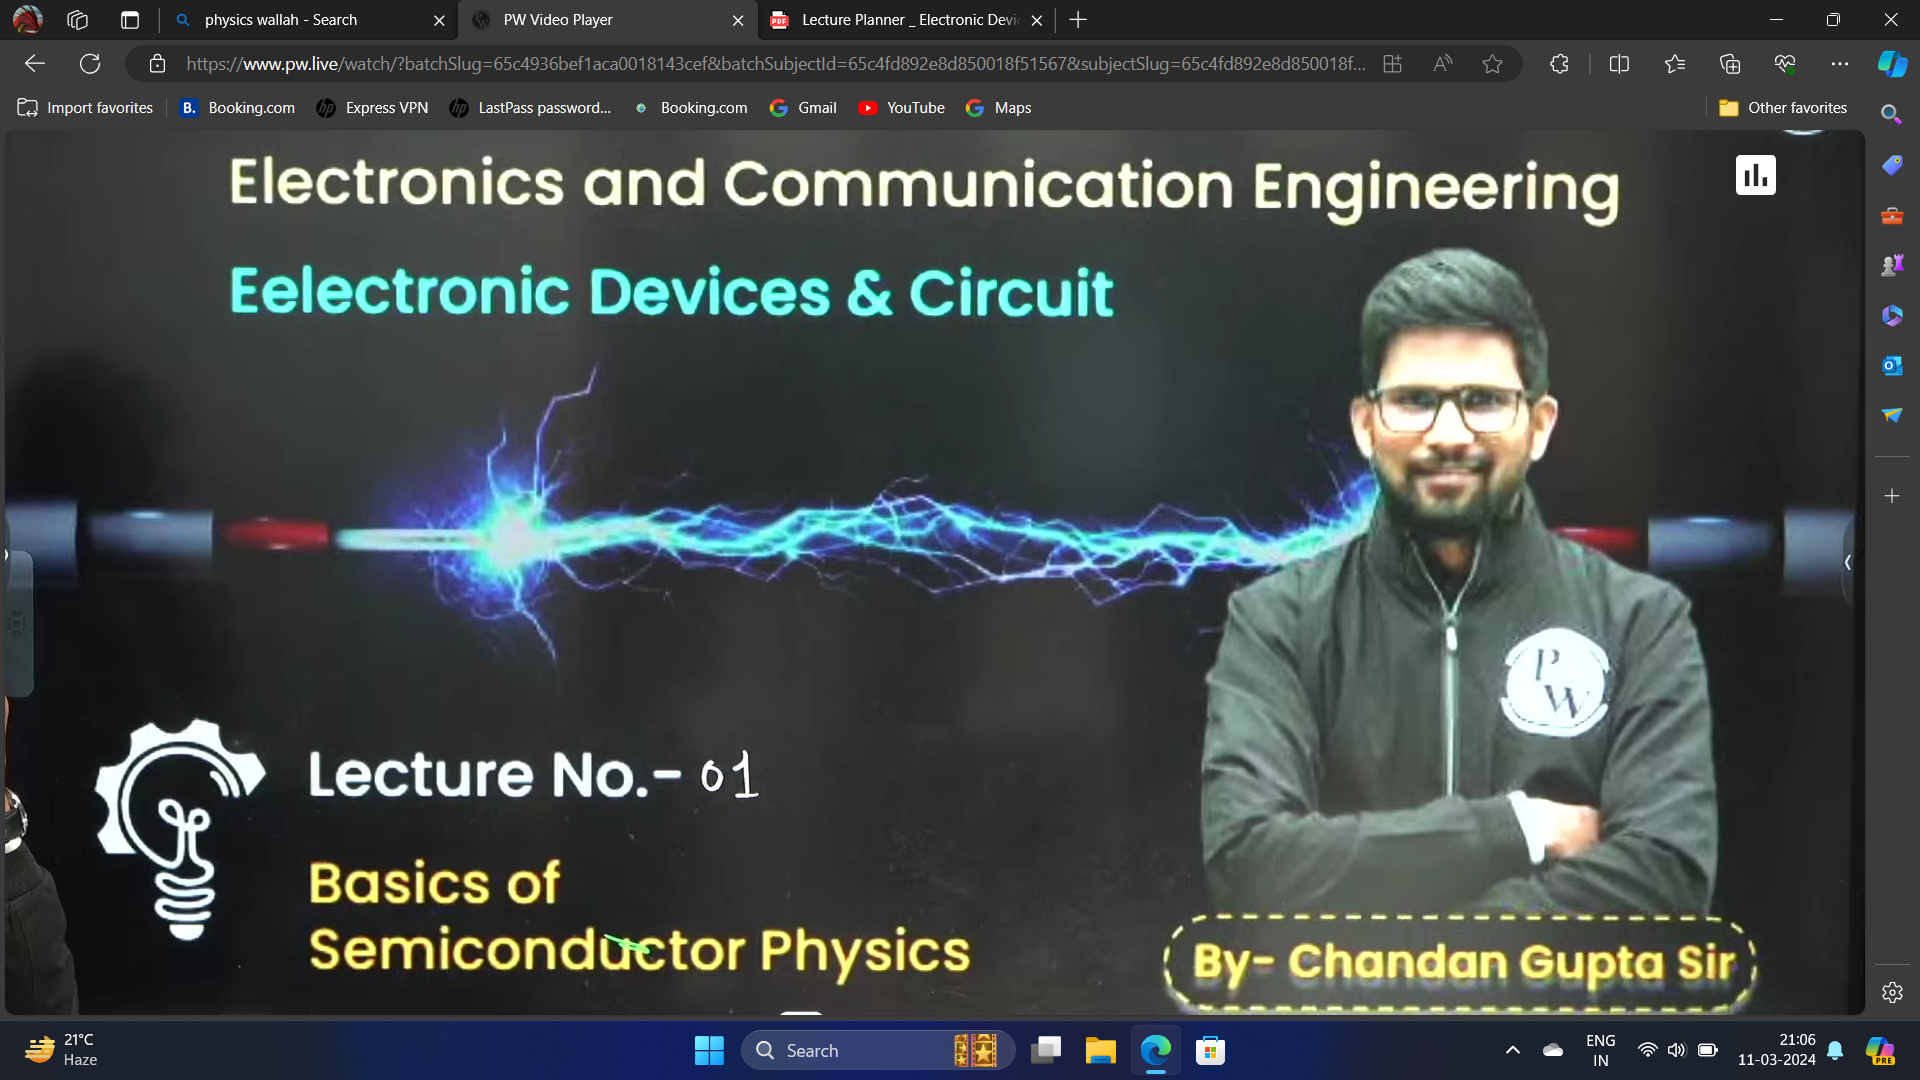 physics wallah - Search
PW Video Player
Lecture Planner _ Electronic Devic
https://www.pw.live/watch/?batchSlug=65c4936bef1aca0018143cef&batchSubjectId=65c4fd892e8d850018f51567&subjectSlug=65c4fd892e8d850018f...
Import favorites
Booking.com
Express VPN
LastPass password...
Booking.com
Gmail
YouTube
Maps
Other favorites
Electronics and Communication Engineering
Eelectronic Devices & Circuit
PW
Lecture No.- 01
Basics of
Semiconductor Physics
By- Chandan Gupta Sir
21°C
Haze
Search
ENG
IN
21:06
11-03-2024
PRE